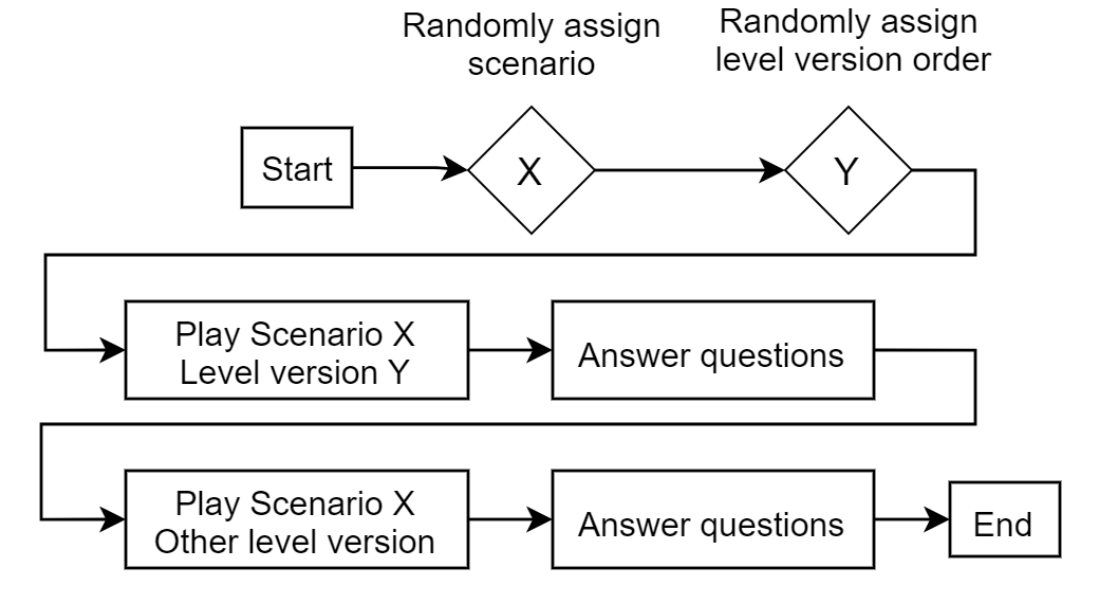 Randomly assign
scenario
Randomly assign
level version order
Start
X
Y
Play Scenario X
Level version Y
Answer questions
Play Scenario X
Other level version
Answer questions
End